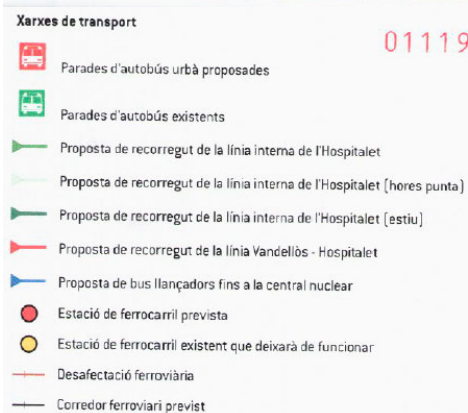 Xarxes de transport
01119
Parades d'autobús urbà proposades
Parades d'autobús existents
Proposta de recorregut de la línia interna de l'Hospitalet
Proposta de recorregut de la línia interna de l'Hospitalet (hores punta)
Proposta de recorregut de la línia interna de l'Hospitalet (estiu)
Proposta de recorregut de la línia Vandellòs - Hospitalet
Proposta de bus llançadors fins a la central nuclear
Estació de ferrocarril prevista
Estació de ferrocarril existent que deixarà de funcionar
Desafectació ferroviària
Corredor ferroviari previst